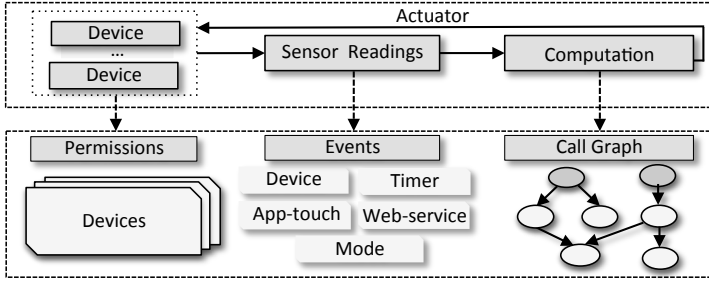 Actuator
Device
...
Device
Sensor Readings
Computation
Permissions
Events
Call Graph
Devices
Device
Timer
App-touch
Web-service
Mode